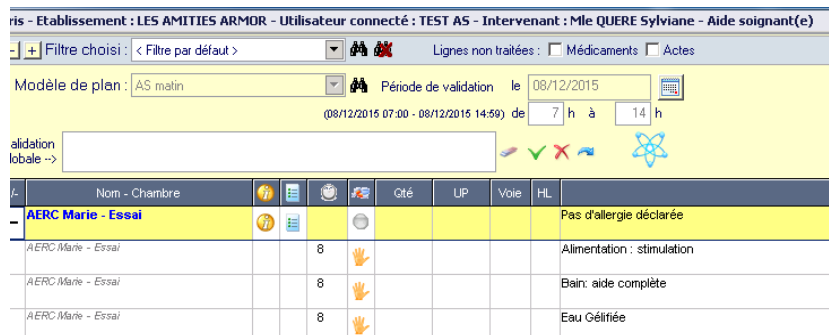 ris - Etablissement : LES AMITIES ARMOR - Utilisateur connecté : TEST AS - Intervenant : Mle QUERE Sylviane - Aide soignant(e)
- + Filtre choisi : < Filtre par défaut > Lignes non traitées : Médicaments Actes
Modèle de plan : AS matin Période de validation le 08/12/2015
(08/12/2015 07:00 - 08/12/2015 14:59) de 7 h à 14 h
alidation
lobale -->
/- Nom - Chambre Qté UP Voie HL
- AERC Marie - Essai Pas d'allergie déclarée
AERC Marie - Essai 8 Alimentation : stimulation
AERC Marie - Essai 8 Bain: aide complète
AERC Marie - Essai 8 Eau Gélifiée